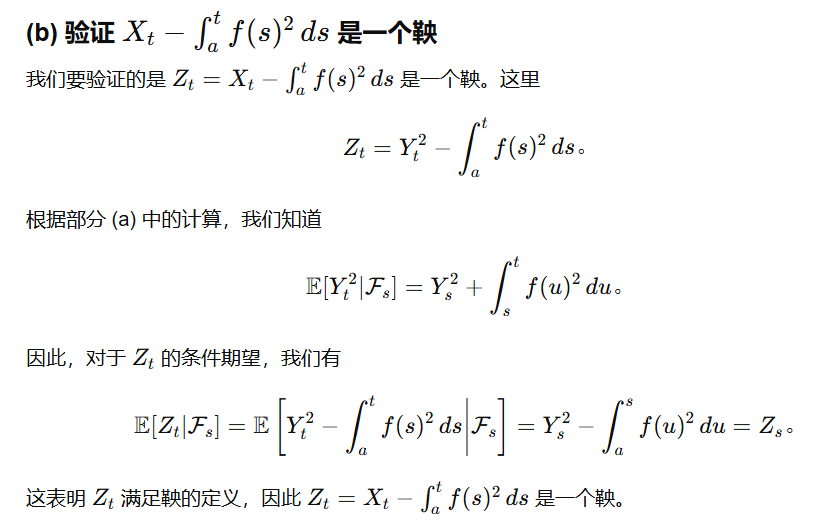 (b) 验证 $X_t - \int_a^t f(s)^2 \, ds$ 是一个鞅
我们要验证的是 $Z_t = X_t - \int_a^t f(s)^2 \, ds$ 是一个鞅。这里
$Z_t = Y_t^2 - \int_a^t f(s)^2 \, ds$。
根据部分 (a) 中的计算，我们知道
$\mathbb{E}[Y_t^2|\mathcal{F}_s] = Y_s^2 + \int_s^t f(u)^2 \, du$。
因此，对于 $Z_t$ 的条件期望，我们有
$\mathbb{E}[Z_t|\mathcal{F}_s] = \mathbb{E}\left[Y_t^2 - \int_a^t f(s)^2 \, ds \middle| \mathcal{F}_s\right] = Y_s^2 - \int_a^s f(u)^2 \, du = Z_s$。
这表明 $Z_t$ 满足鞅的定义，因此 $Z_t = X_t - \int_a^t f(s)^2 \, ds$ 是一个鞅。